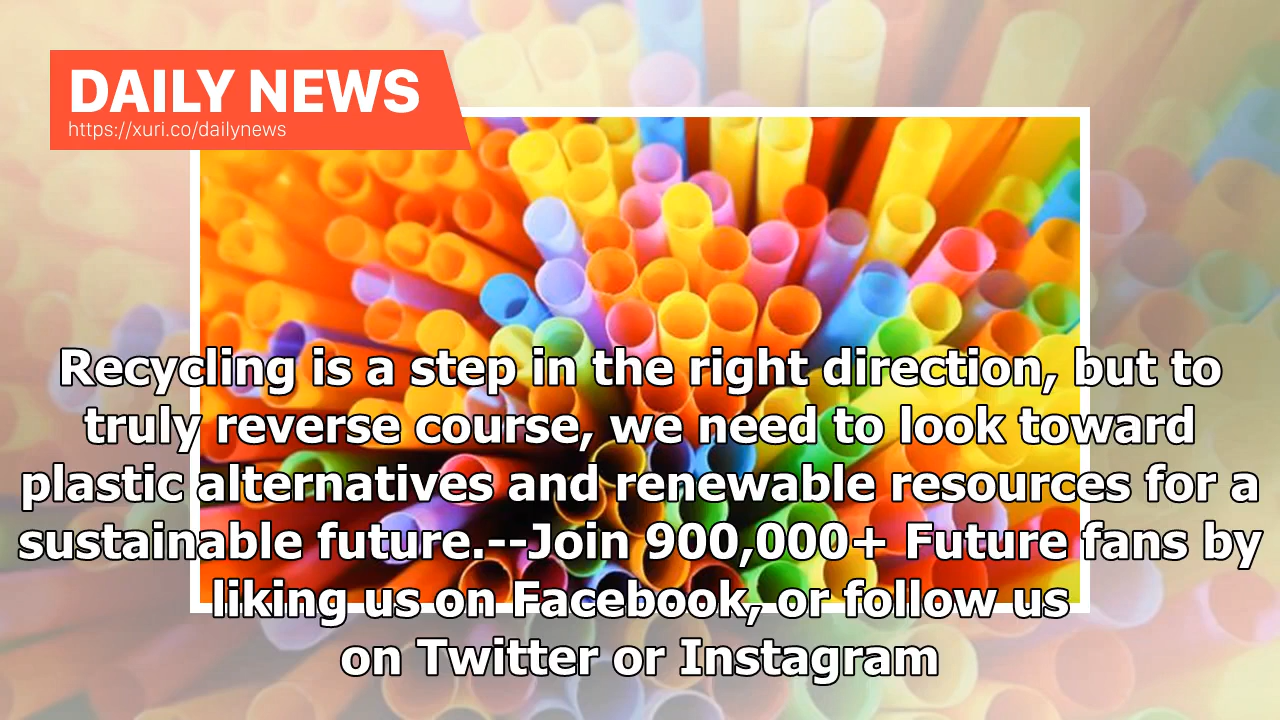 DAILY NEWS
https://xuri.co/dailynews
Recycling is a step in the right direction, but to
truly reverse course, we need to look toward
plastic alternatives and renewable resources for a
sustainable future.--Join 900,000+ Future fans by
liking us on Facebook, or follow us
on Twitter or Instagram